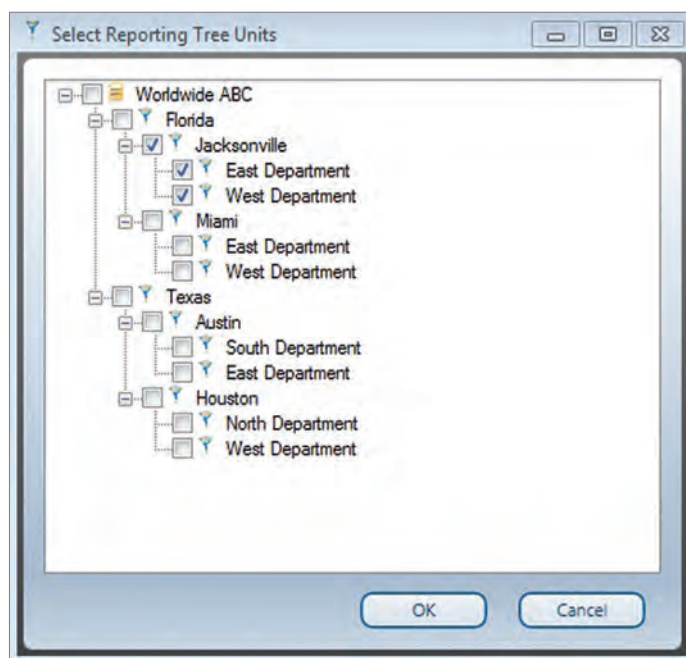 Select Reporting Tree Units
Worldwide ABC
Florida
Jacksonville
East Department
West Department
Miami
East Department
West Department
Texas
Austin
South Department
East Department
Houston
North Department
West Department
OK
Cancel